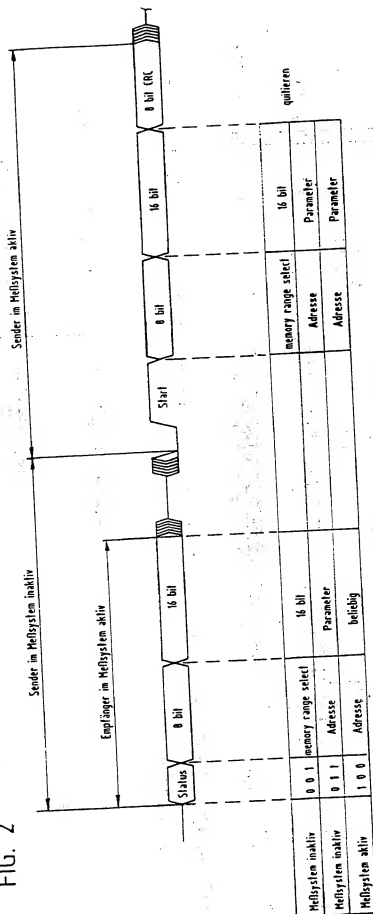 FIG. 2
Sender im Meßsystem inaktiv
Sender im Meßsystem aktiv
Empfänger im Meßsystem aktiv
Status
8 bit
16 bit
Start
8 bit
16 bit
8 bit CRC
Meßsystem inaktiv 0 0 1 memory range select 16 bit memory range select 16 bit quitieren
Meßsystem inaktiv 0 1 1 Adresse Parameter Adresse Parameter
Meßsystem aktiv 1 0 0 Adresse beliebig Adresse Parameter